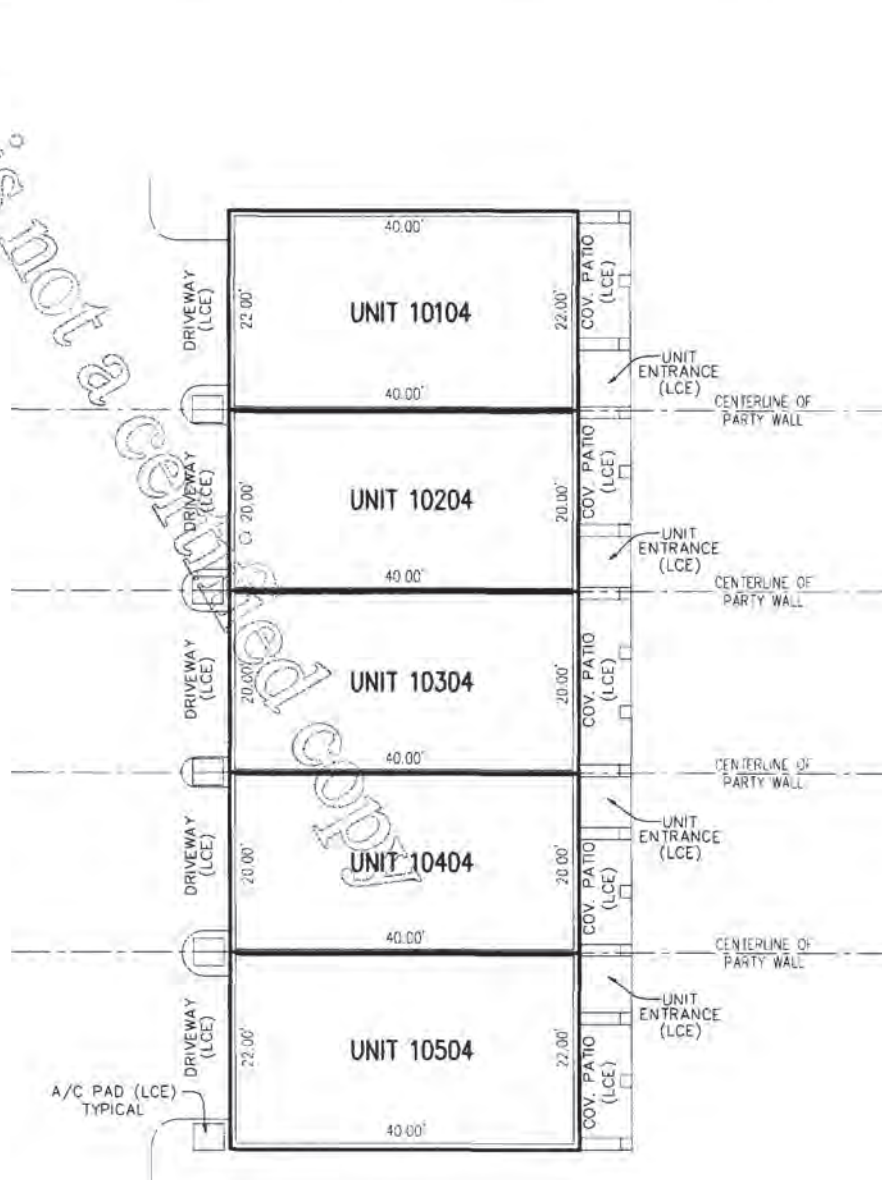 is not a certified copy
40.00'
DRIVEWAY
(LCE)
22.00'
UNIT 10104
22.00'
COV. PATIO
(LCE)
UNIT
ENTRANCE
(LCE)
40.00'
CENTERLINE OF
PARTY WALL
DRIVEWAY
(LCE)
20.00'
UNIT 10204
20.00'
COV. PATIO
(LCE)
UNIT
ENTRANCE
(LCE)
40.00'
CENTERLINE OF
PARTY WALL
DRIVEWAY
(LCE)
20.00'
UNIT 10304
20.00'
COV. PATIO
(LCE)
40.00'
CENTERLINE OF
PARTY WALL
UNIT
ENTRANCE
(LCE)
DRIVEWAY
(LCE)
20.00'
UNIT 10404
20.00'
COV. PATIO
(LCE)
40.00'
CENTERLINE OF
PARTY WALL
UNIT
ENTRANCE
(LCE)
DRIVEWAY
(LCE)
22.00'
UNIT 10504
22.00'
COV. PATIO
(LCE)
A/C PAD (LCE)
TYPICAL
40.00'